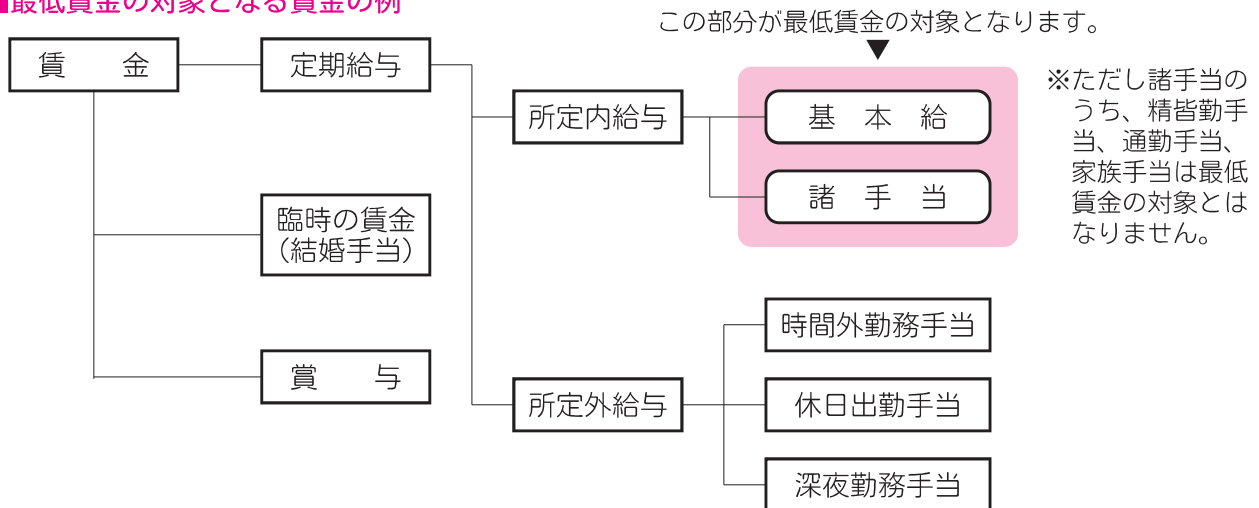 ■最低賃金の対象となる賃金の例
この部分が最低賃金の対象となります。
▼
賃　　金
定期給与
所定内給与
基　本　給
諸　手　当
※ただし諸手当の
うち、精皆勤手
当、通勤手当、
家族手当は最低
賃金の対象とは
なりません。
臨時の賃金
（結婚手当）
賞　　与
所定外給与
時間外勤務手当
休日出勤手当
深夜勤務手当